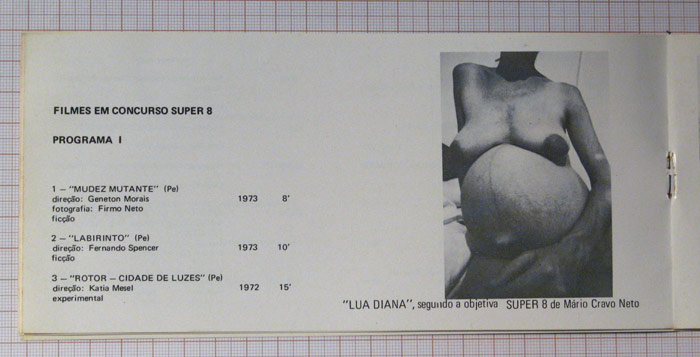 FILMES EM CONCURSO SUPER 8
PROGRAMA I
1 – "MUDEZ MUTANTE" (Pe)
direção: Geneton Morais 1973 8'
fotografia: Firmo Neto
ficção
2 – "LABIRINTO" (Pe)
direção: Fernando Spencer 1973 10'
ficção
3 – "ROTOR – CIDADE DE LUZES" (Pe)
direção: Katia Mesel 1972 15'
experimental
"LUA DIANA", segundo a objetiva SUPER 8 de Mário Cravo Neto